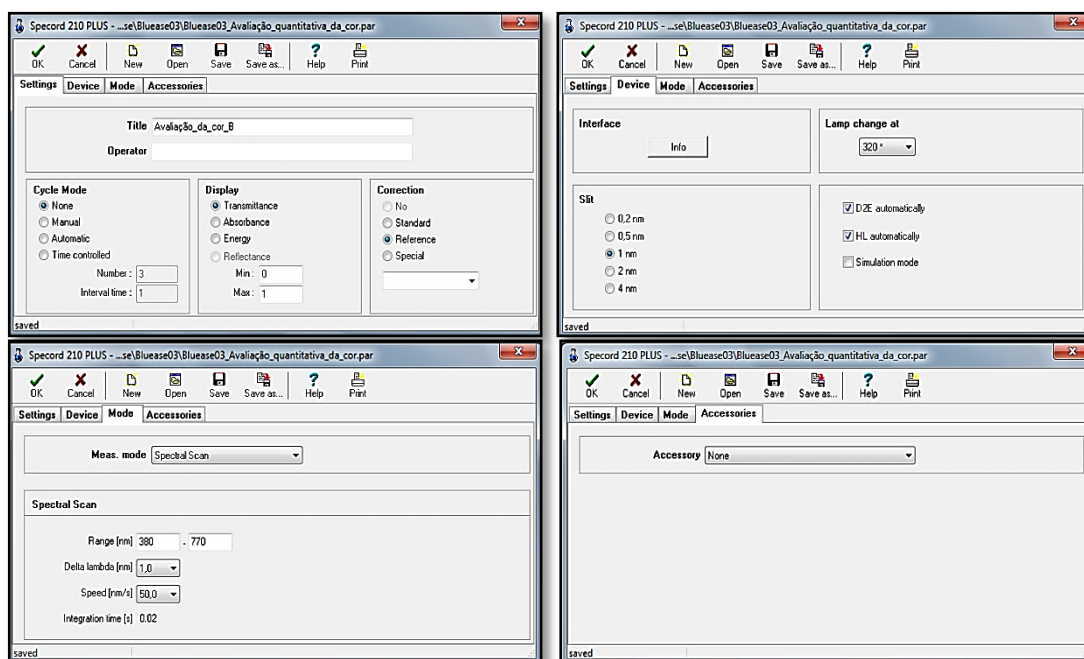 Specord 210 PLUS - ...se\Bluease03\Bluease03_Avaliação_quantitativa_da_cor.par
OK Cancel New Open Save Save as... Help Print
Settings Device Mode Accessories
Title Avaliação_da_cor_B
Operator
Cycle Mode
None
Manual
Automatic
Time controlled
Number : 3
Interval time : 1
Display
Transmittance
Absorbance
Energy
Reflectance
Min : 0
Max : 1
Correction
No
Standard
Reference
Special
saved
Specord 210 PLUS - ...se\Bluease03\Bluease03_Avaliação_quantitativa_da_cor.par
OK Cancel New Open Save Save as... Help Print
Settings Device Mode Accessories
Interface
Info
Lamp change at
320 *
Slit
0,2 nm
0,5 nm
1 nm
2 nm
4 nm
D2E automatically
HL automatically
Simulation mode
saved
Specord 210 PLUS - ...se\Bluease03\Bluease03_Avaliação_quantitativa_da_cor.par
OK Cancel New Open Save Save as... Help Print
Settings Device Mode Accessories
Meas. mode Spectral Scan
Spectral Scan
Range [nm] 380 - 770
Delta lambda [nm] 1,0
Speed [nm/s] 50,0
Integration time [s] 0.02
saved
Specord 210 PLUS - ...se\Bluease03\Bluease03_Avaliação_quantitativa_da_cor.par
OK Cancel New Open Save Save as... Help Print
Settings Device Mode Accessories
Accessory None
saved